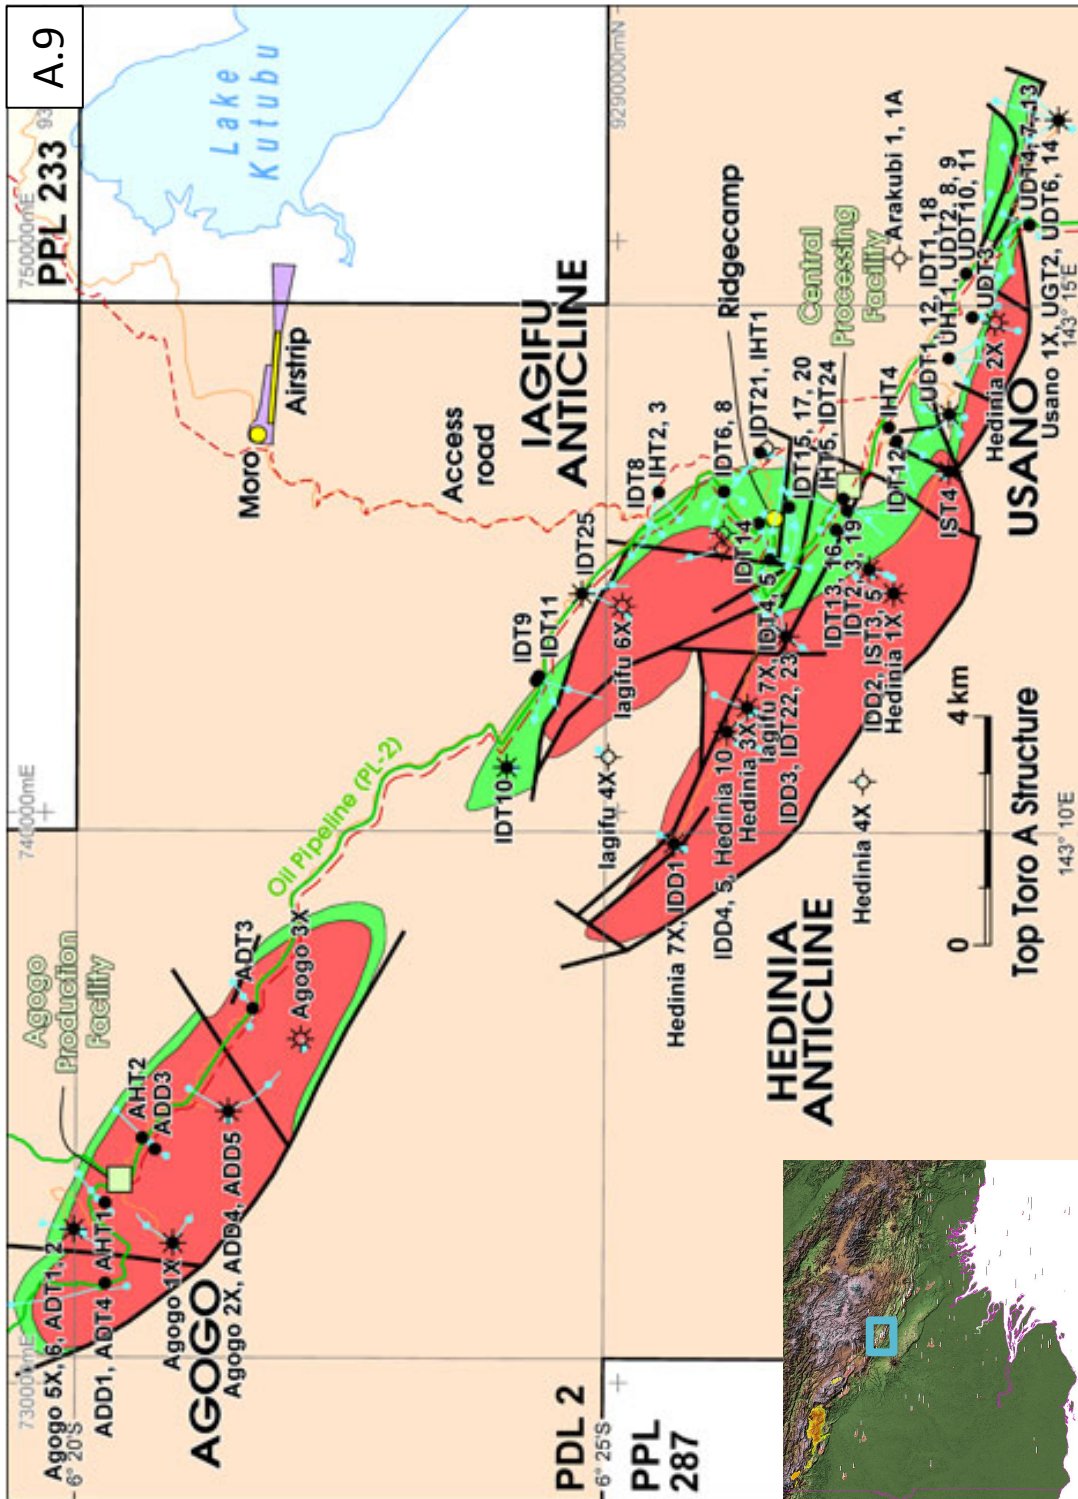 A.9
PPL 233
93
750000mE
740000mE
730000mE
9290000mN
6° 20'S
6° 25'S
143° 15'E
143° 10'E
Lake
Kutubu
Airstrip
Moro
Access
road
IAGIFU
ANTICLINE
Ridgecamp
Central
Processing
Facility
Arakubi 1, 1A
Agogo
Production
Facility
Oil Pipeline (PL-2)
Agogo 5X, 6, ADT1, 2
ADD1, ADT4
AHT1
AHT2
ADD3
ADT3
Agogo 1X
Agogo 3X
Agogo 2X, ADD4, ADD5
AGOGO
IDT10
IDT9
IDT11
IDT25
IDT8
IHT2, 3
IDT6, 8
IDT21, IHT1
IDT14
IDT15, 17, 20
IHT5, IDT24
IHT4
IDT12
Iagifu 6X
Iagifu 4X
Iagifu 7X, IDT4, 5
IDT13, 16
IDT2, 3, 19
IDD2, IST3, 5
Hedinia 1X
IDD3, IDT22, 23
Hedinia 3X
IDD4, 5, Hedinia 10
Hedinia 7X, IDD1
Hedinia 4X
HEDINIA
ANTICLINE
IST4
UDT1, 12, IDT1, 18
UHT1, UDT2, 8, 9
UDT10, 11
UDT3
UDT4, 7, 13
Hedinia 2X
Usano 1X, UGT2, UDT6, 14
USANO
PDL 2
PPL
287
0
4 km
Top Toro A Structure